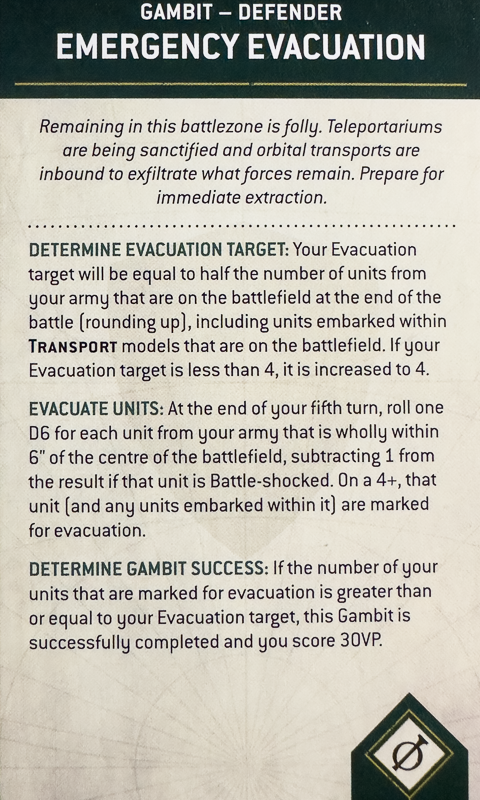 GAMBIT – DEFENDER
EMERGENCY EVACUATION
Remaining in this battlezone is folly. Teleportariums
are being sanctified and orbital transports are
inbound to exfiltrate what forces remain. Prepare for
immediate extraction.
DETERMINE EVACUATION TARGET: Your Evacuation
target will be equal to half the number of units from
your army that are on the battlefield at the end of the
battle (rounding up), including units embarked within
TRANSPORT models that are on the battlefield. If your
Evacuation target is less than 4, it is increased to 4.
EVACUATE UNITS: At the end of your fifth turn, roll one
D6 for each unit from your army that is wholly within
6" of the centre of the battlefield, subtracting 1 from
the result if that unit is Battle-shocked. On a 4+, that
unit (and any units embarked within it) are marked
for evacuation.
DETERMINE GAMBIT SUCCESS: If the number of your
units that are marked for evacuation is greater than
or equal to your Evacuation target, this Gambit is
successfully completed and you score 30VP.